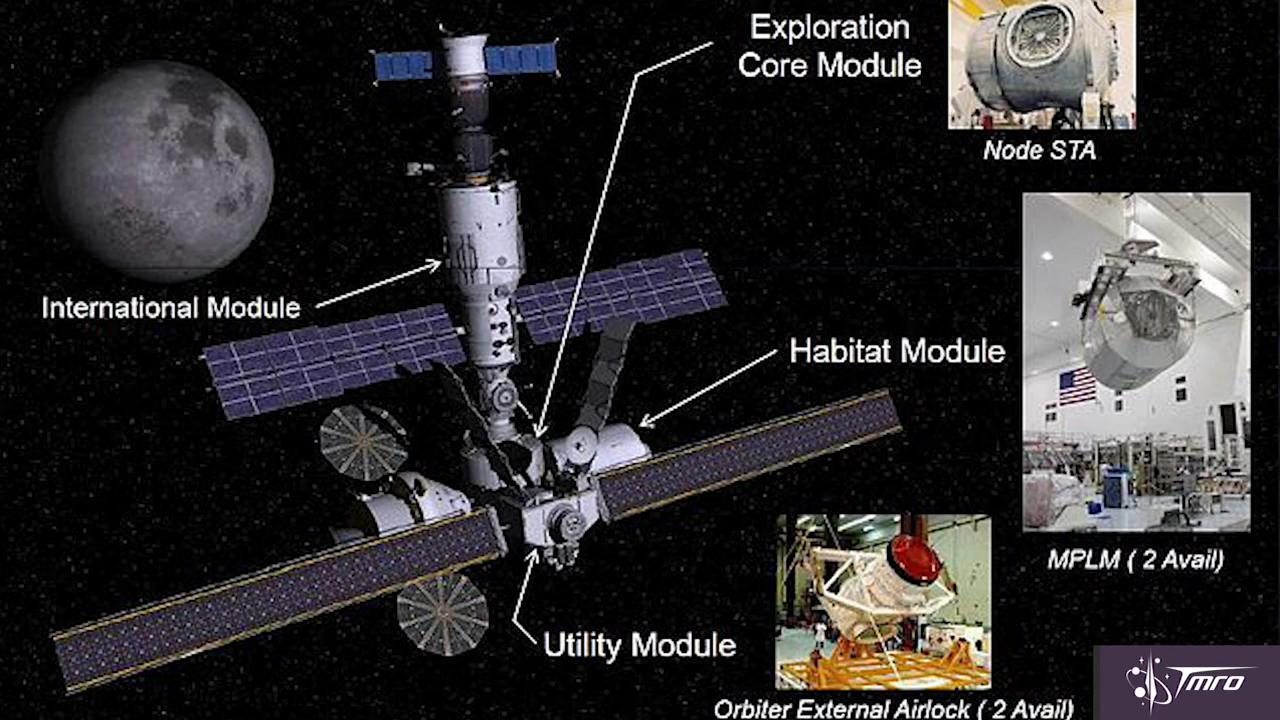 Exploration
Core Module
Node STA
International Module
Habitat Module
MPLM ( 2 Avail)
Utility Module
Orbiter External Airlock ( 2 Avail)
Tmro